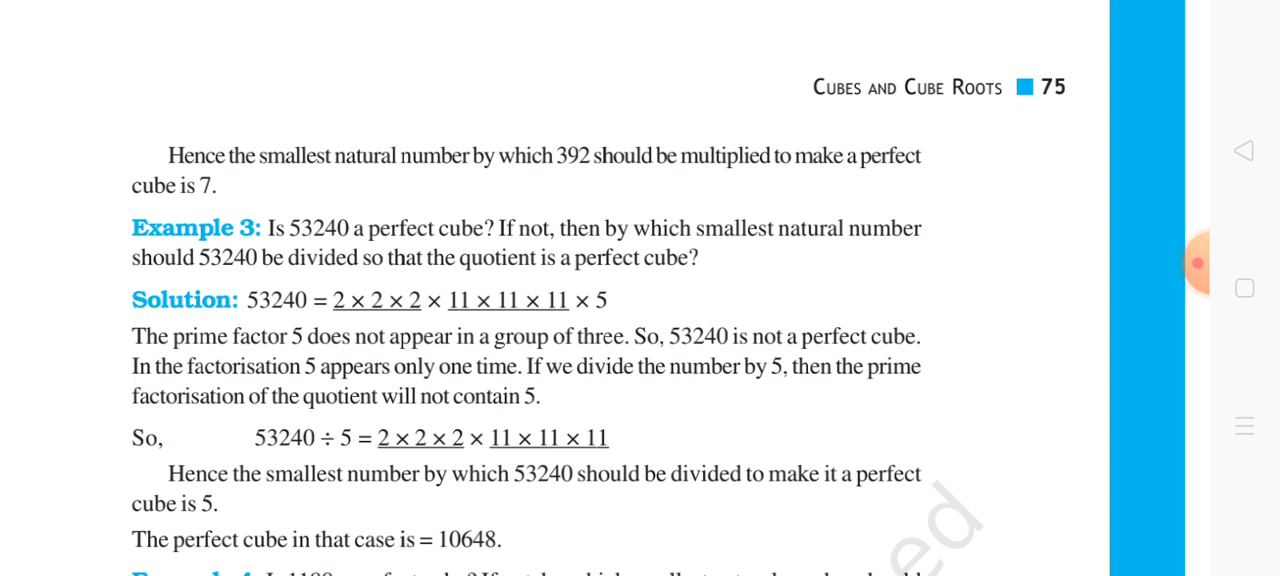 CUBES AND CUBE ROOTS 75
Hence the smallest natural number by which 392 should be multiplied to make a perfect
cube is 7.
Example 3: Is 53240 a perfect cube? If not, then by which smallest natural number
should 53240 be divided so that the quotient is a perfect cube?
Solution: 53240 = 2 × 2 × 2 × 11 × 11 × 11 × 5
The prime factor 5 does not appear in a group of three. So, 53240 is not a perfect cube.
In the factorisation 5 appears only one time. If we divide the number by 5, then the prime
factorisation of the quotient will not contain 5.
So, 53240 ÷ 5 = 2 × 2 × 2 × 11 × 11 × 11
Hence the smallest number by which 53240 should be divided to make it a perfect
cube is 5.
The perfect cube in that case is = 10648.
ed